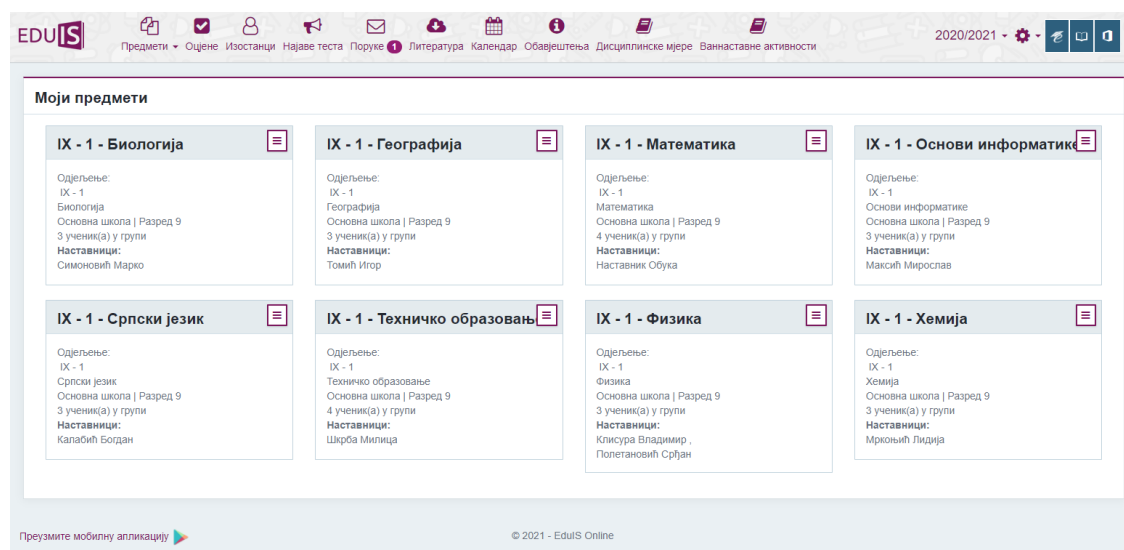 EDUIS
Предмети Оцјене Изостанци Најаве теста Поруке 1 Литература Календар Обавјештења Дисциплинске мјере Ваннаставне активности
2020/2021
Моји предмети
IX - 1 - Биологија
Одјељење:
IX - 1
Биологија
Основна школа | Разред 9
3 ученик(а) у групи
Наставници:
Симоновић Марко
IX - 1 - Географија
Одјељење:
IX - 1
Географија
Основна школа | Разред 9
3 ученик(а) у групи
Наставници:
Томић Игор
IX - 1 - Математика
Одјељење:
IX - 1
Математика
Основна школа | Разред 9
4 ученик(а) у групи
Наставници:
Наставник Обука
IX - 1 - Основи информатике
Одјељење:
IX - 1
Основи информатике
Основна школа | Разред 9
3 ученик(а) у групи
Наставници:
Максић Мирослав
IX - 1 - Српски језик
Одјељење:
IX - 1
Српски језик
Основна школа | Разред 9
3 ученик(а) у групи
Наставници:
Калабић Богдан
IX - 1 - Техничко образовањ
Одјељење:
IX - 1
Техничко образовање
Основна школа | Разред 9
4 ученик(а) у групи
Наставници:
Шкрба Милица
IX - 1 - Физика
Одјељење:
IX - 1
Физика
Основна школа | Разред 9
3 ученик(а) у групи
Наставници:
Клисура Владимир ,
Полетановић Срђан
IX - 1 - Хемија
Одјељење:
IX - 1
Хемија
Основна школа | Разред 9
3 ученик(а) у групи
Наставници:
Мркоњић Лидија
Преузмите мобилну апликацију
© 2021 - EduIS Online